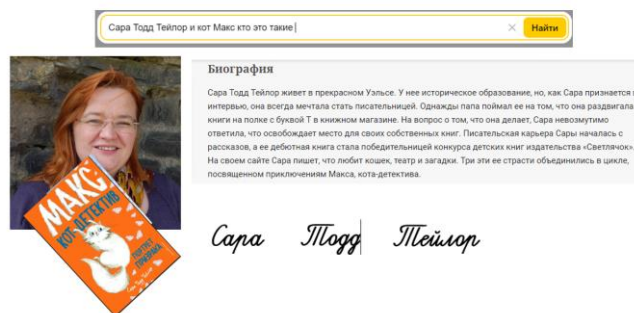 Сара Тодд Тейлор и кот Макс кто это такие
Найти
Биография
Сара Тодд Тейлор живет в прекрасном Уэльсе. У нее историческое образование, но, как Сара признается в
интервью, она всегда мечтала стать писательницей. Однажды папа поймал ее на том, что она раздвигала
книги на полке с буквой Т в книжном магазине. На вопрос о том, что она делает, Сара невозмутимо
ответила, что освобождает место для своих собственных книг. Писательская карьера Сары началась с
рассказов, а ее дебютная книга стала победительницей конкурса детских книг издательства «Светлячок».
На своем сайте Сара пишет, что любит кошек, театр и загадки. Три эти ее страсти объединились в цикле,
посвященном приключениям Макса, кота-детектива.
МАКС
КОТ-ДЕТЕКТИВ
ПОРТРЕТ
ПРИЗРАКА
Сара Тодд Тейлор
Сара Тодд Тейлор